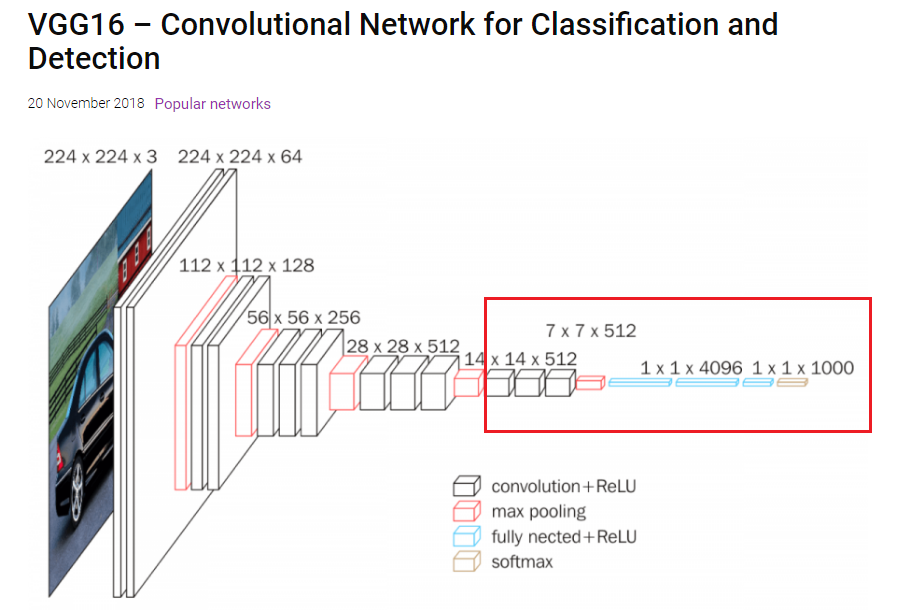 VGG16 – Convolutional Network for Classification and
Detection
20 November 2018 Popular networks
224 x 224 x 3 224 x 224 x 64
112 x 112 x 128
56 x 56 x 256
28 x 28 x 512
14 x 14 x 512
7 x 7 x 512
1 x 1 x 4096 1 x 1 x 1000
convolution+ReLU
max pooling
fully nected+ReLU
softmax